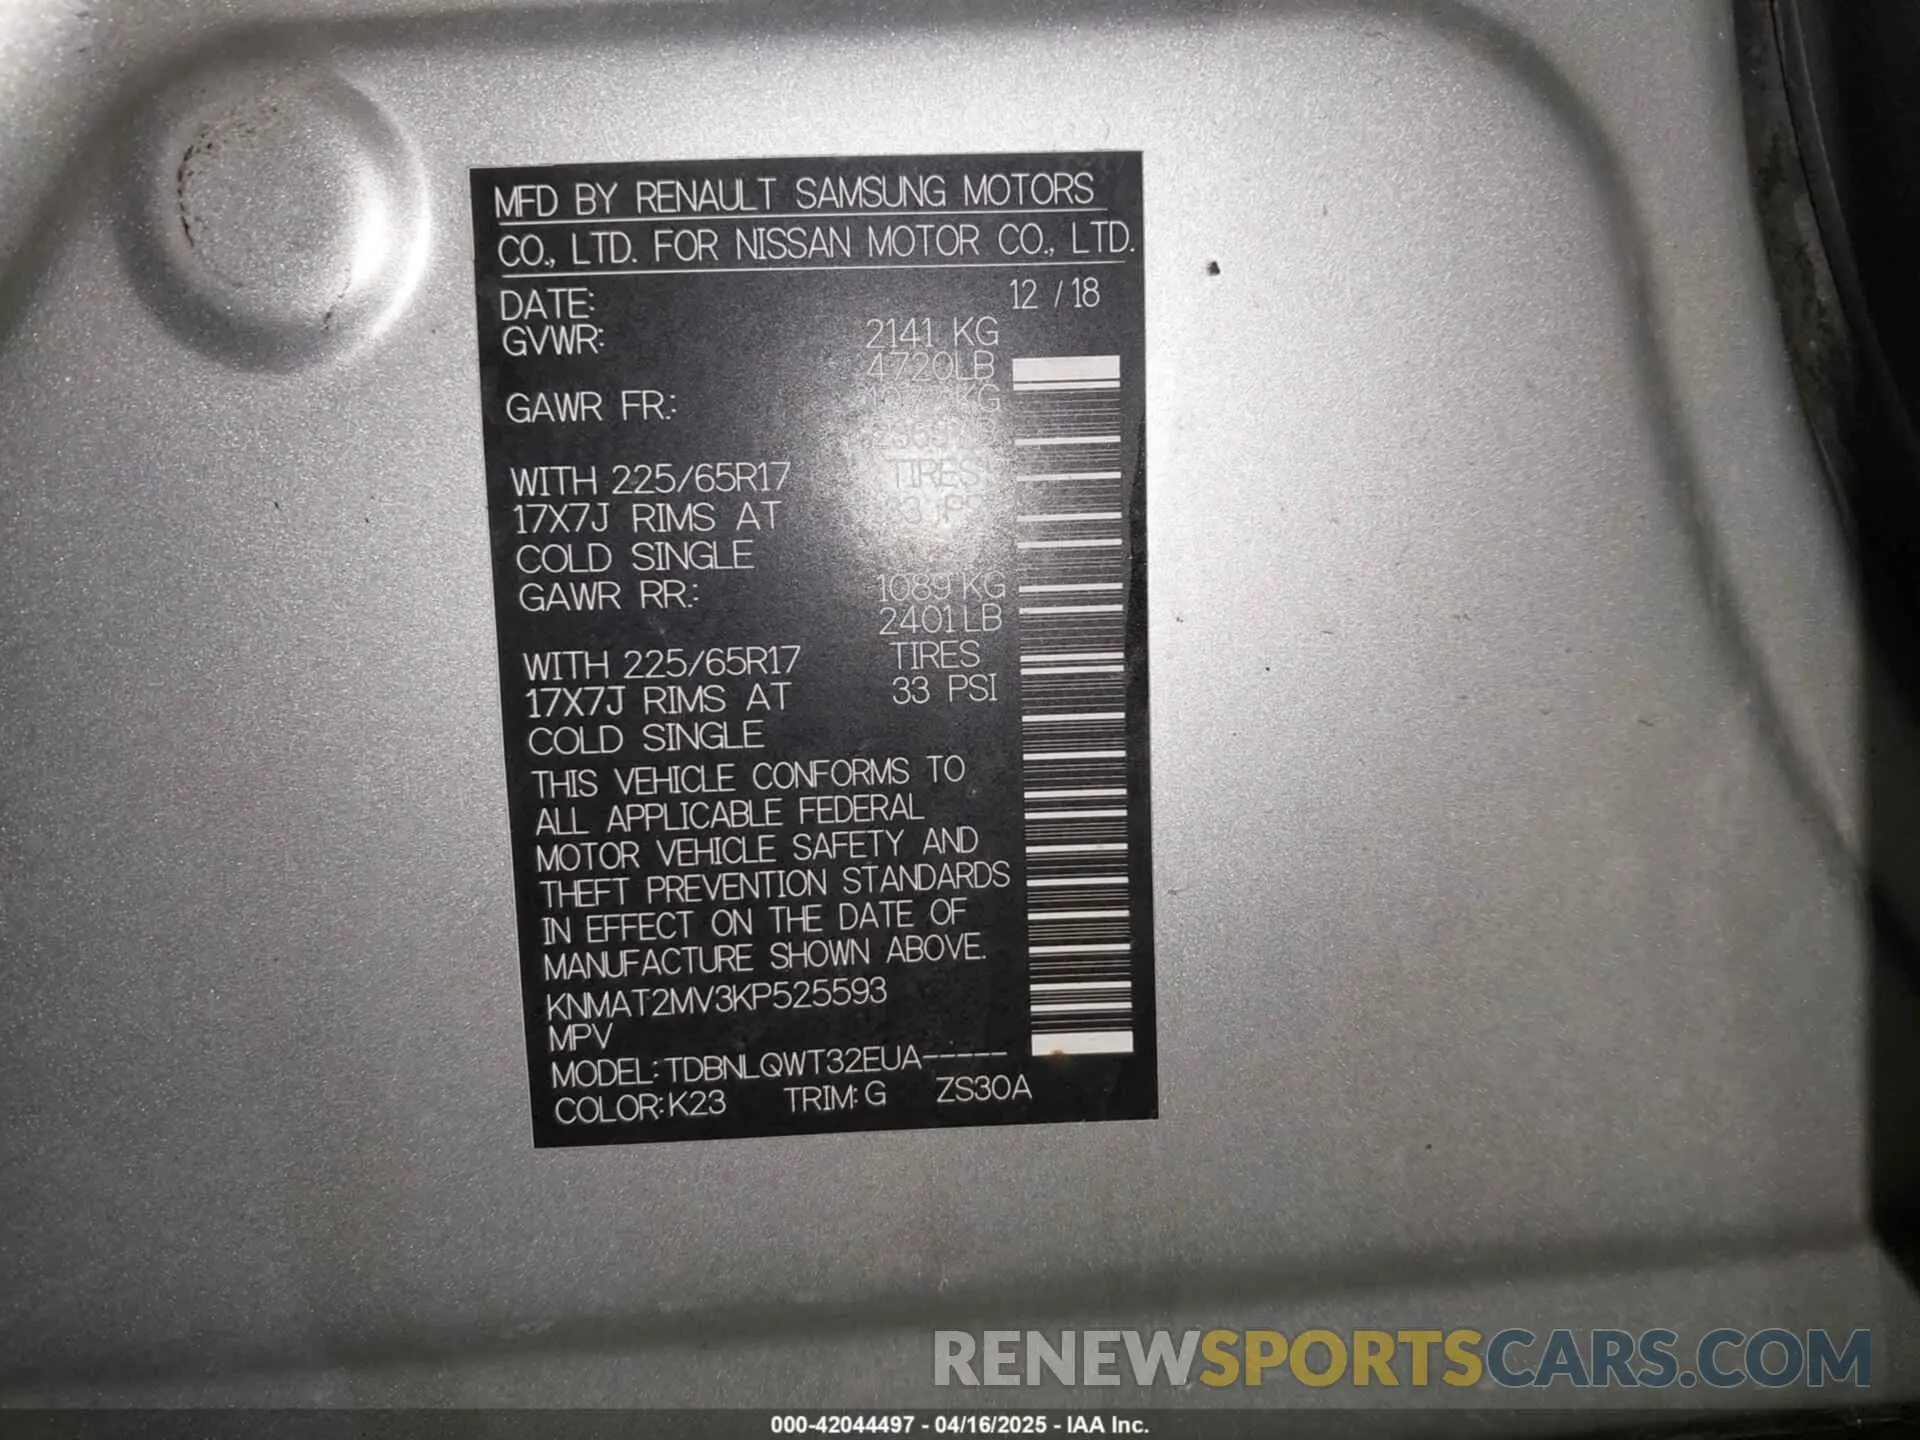 MFD BY RENAULT SAMSUNG MOTORS
CO., LTD. FOR NISSAN MOTOR CO., LTD.
DATE: 12 / 18
GVWR: 2141 KG
4720LB
GAWR FR.: KG
WITH 225/65R17 TIRES
17X7J RIMS AT
COLD SINGLE
GAWR RR.: 1089 KG
2401 LB
WITH 225/65R17 TIRES
17X7J RIMS AT 33 PSI
COLD SINGLE
THIS VEHICLE CONFORMS TO
ALL APPLICABLE FEDERAL
MOTOR VEHICLE SAFETY AND
THEFT PREVENTION STANDARDS
IN EFFECT ON THE DATE OF
MANUFACTURE SHOWN ABOVE.
KNMAT2MV3KP525593
MPV
MODEL: TDBNLQWT32EUA-----
COLOR: K23 TRIM: G ZS30A
RENEWSPORTSCARS.COM
000-42044497 - 04/16/2025 - IAA Inc.